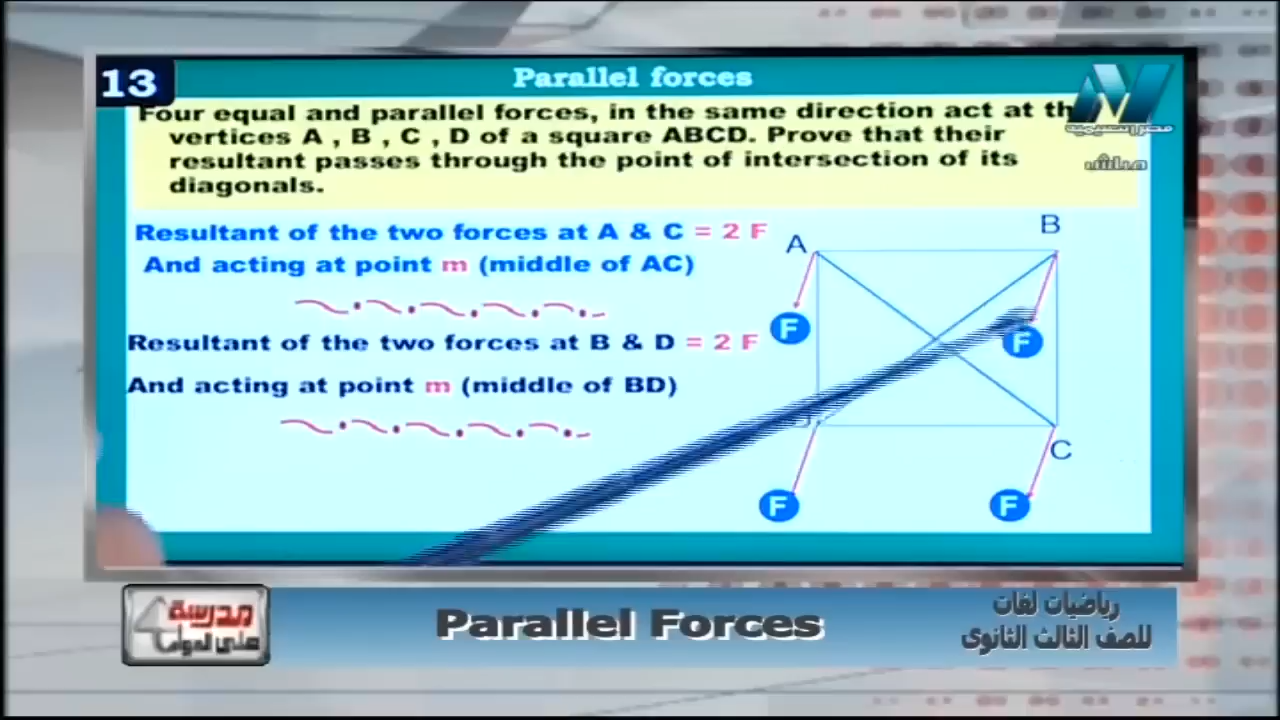 13
Parallel forces
Four equal and parallel forces, in the same direction act at th
vertices A , B , C , D of a square ABCD. Prove that their
resultant passes through the point of intersection of its
diagonals.
مصر التعليمية
مباشر
Resultant of the two forces at A & C = 2 F
And acting at point m (middle of AC)
Resultant of the two forces at B & D = 2 F
And acting at point m (middle of BD)
A
B
F
F
C
F
F
مدرسة
على الهواء
Parallel Forces
رياضيات لغات
للصف الثالث الثانوى